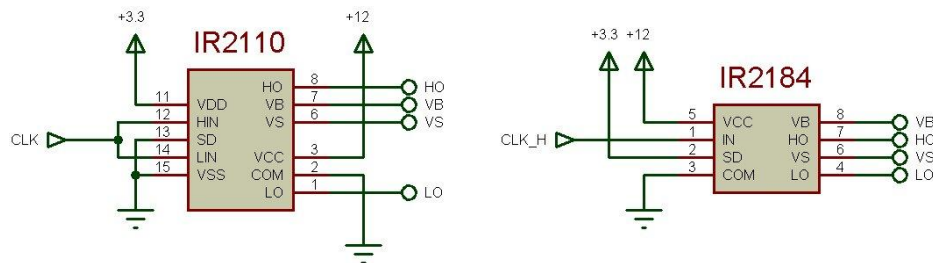 +3.3
+12
IR2110
11 VDD
12 HIN
13 SD
14 LIN
15 VSS
HO 8 HO
VB 7 VB
VS 6 VS
VCC 3
COM 2
LO 1 LO
CLK
+3.3 +12
IR2184
5 VCC
1 IN
2 SD
3 COM
VB 8 VB
HO 7 HO
VS 6 VS
LO 4 LO
CLK_H